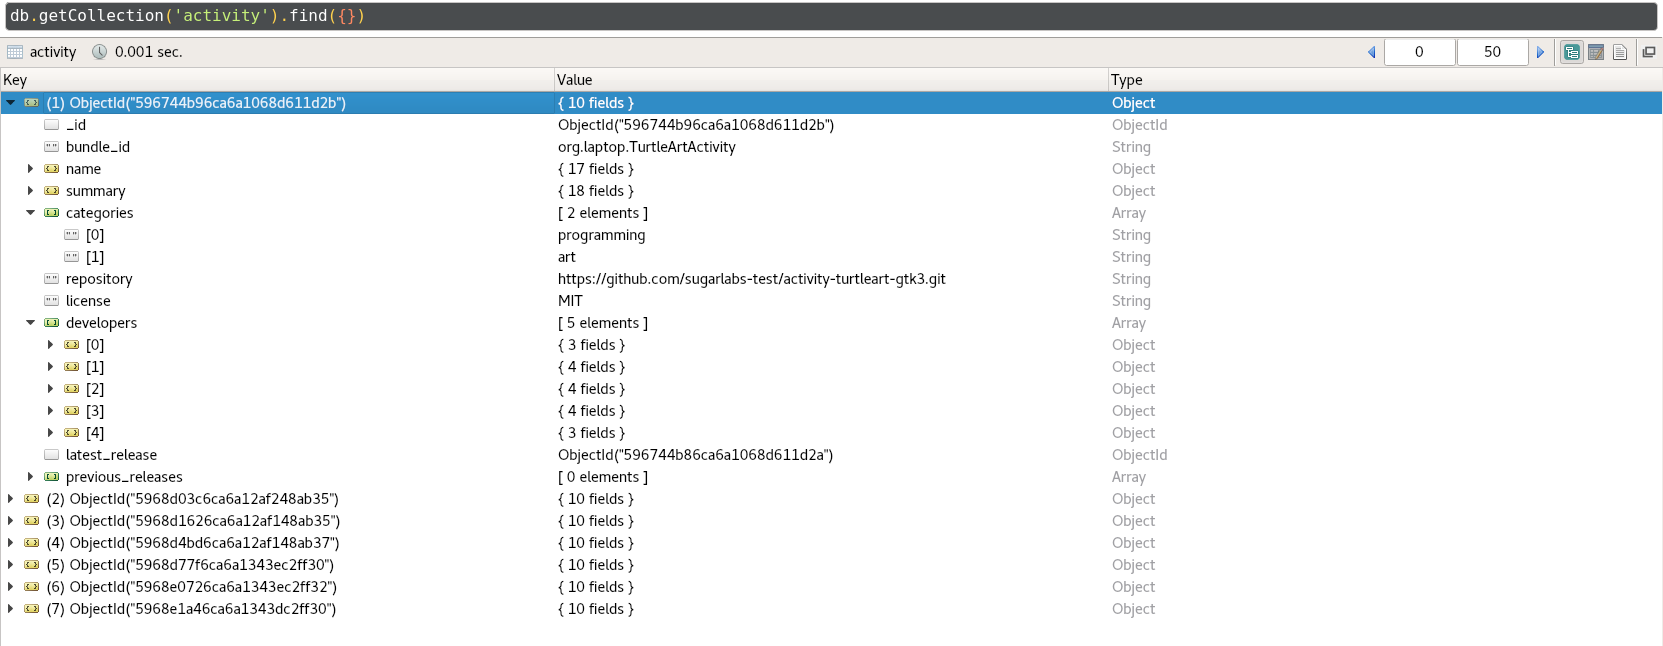 db.getCollection('activity').find({})
activity 0.001 sec. 0 50
Key Value Type
(1) ObjectId("596744b96ca6a1068d611d2b") { 10 fields } Object
_id ObjectId("596744b96ca6a1068d611d2b") ObjectId
bundle_id org.laptop.TurtleArtActivity String
name { 17 fields } Object
summary { 18 fields } Object
categories [ 2 elements ] Array
[0] programming String
[1] art String
repository https://github.com/sugarlabs-test/activity-turtleart-gtk3.git String
license MIT String
developers [ 5 elements ] Array
[0] { 3 fields } Object
[1] { 4 fields } Object
[2] { 4 fields } Object
[3] { 4 fields } Object
[4] { 3 fields } Object
latest_release ObjectId("596744b86ca6a1068d611d2a") ObjectId
previous_releases [ 0 elements ] Array
(2) ObjectId("5968d03c6ca6a12af248ab35") { 10 fields } Object
(3) ObjectId("5968d1626ca6a12af148ab35") { 10 fields } Object
(4) ObjectId("5968d4bd6ca6a12af148ab37") { 10 fields } Object
(5) ObjectId("5968d77f6ca6a1343ec2ff30") { 10 fields } Object
(6) ObjectId("5968e0726ca6a1343ec2ff32") { 10 fields } Object
(7) ObjectId("5968e1a46ca6a1343dc2ff30") { 10 fields } Object